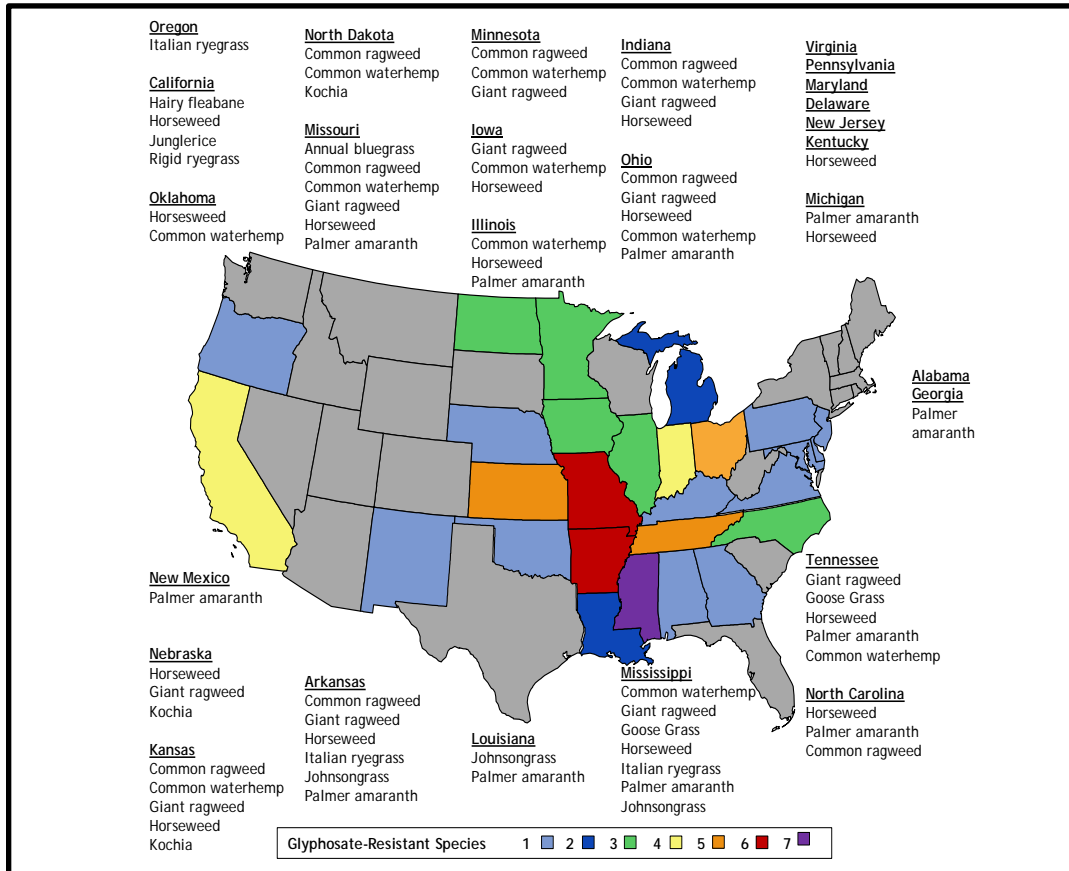 Oregon
Italian ryegrass
California
Hairy fleabane
Horseweed
Junglerice
Rigid ryegrass
Oklahoma
Horsesweed
Common waterhemp
North Dakota
Common ragweed
Common waterhemp
Kochia
Missouri
Annual bluegrass
Common ragweed
Common waterhemp
Giant ragweed
Horseweed
Palmer amaranth
Minnesota
Common ragweed
Common waterhemp
Giant ragweed
Iowa
Giant ragweed
Common waterhemp
Horseweed
Illinois
Common waterhemp
Horseweed
Palmer amaranth
Indiana
Common ragweed
Common waterhemp
Giant ragweed
Horseweed
Ohio
Common ragweed
Giant ragweed
Horseweed
Common waterhemp
Palmer amaranth
Virginia
Pennsylvania
Maryland
Delaware
New Jersey
Kentucky
Horseweed
Michigan
Palmer amaranth
Horseweed
Alabama
Georgia
Palmer
amaranth
New Mexico
Palmer amaranth
Nebraska
Horseweed
Giant ragweed
Kochia
Kansas
Common ragweed
Common waterhemp
Giant ragweed
Horseweed
Kochia
Arkansas
Common ragweed
Giant ragweed
Horseweed
Italian ryegrass
Johnsongrass
Palmer amaranth
Louisiana
Johnsongrass
Palmer amaranth
Mississippi
Common waterhemp
Giant ragweed
Goose Grass
Horseweed
Italian ryegrass
Palmer amaranth
Johnsongrass
Tennessee
Giant ragweed
Goose Grass
Horseweed
Palmer amaranth
Common waterhemp
North Carolina
Horseweed
Palmer amaranth
Common ragweed
Glyphosate-Resistant Species 1 2 3 4 5 6 7